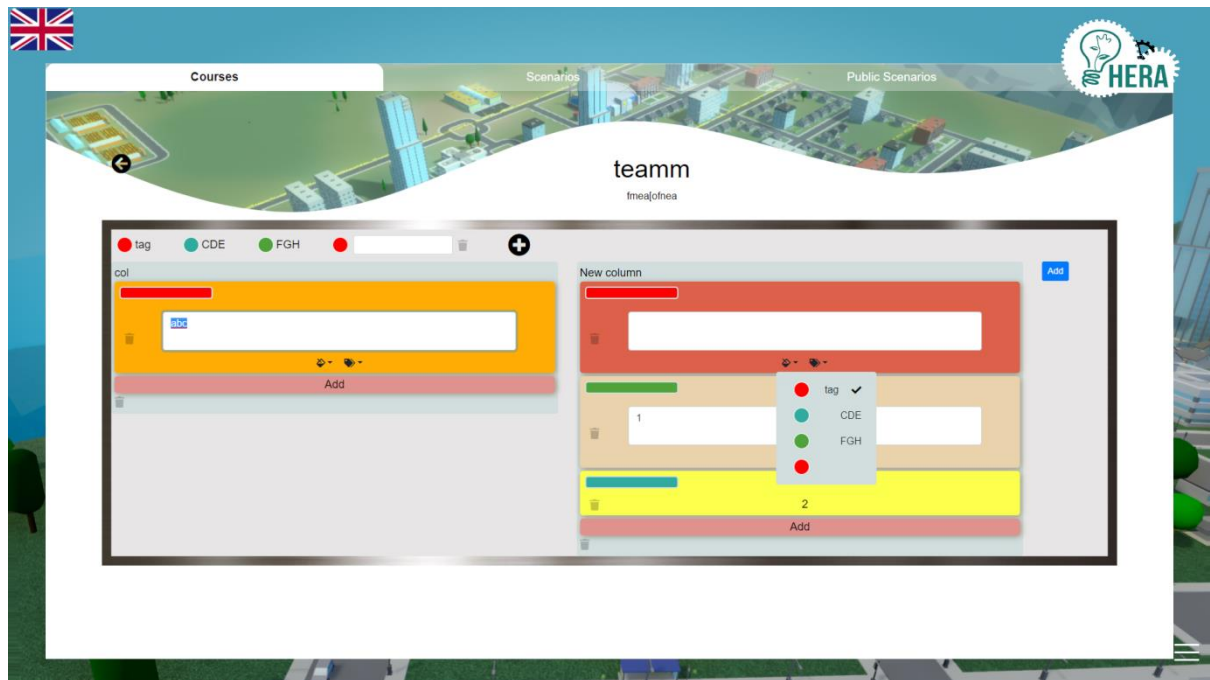 HERA
Courses
Scenarios
Public Scenarios
teamm
fmea[ofnea
tag
CDE
FGH
col
abc
Add
New column
tag
CDE
1
FGH
2
Add
Add